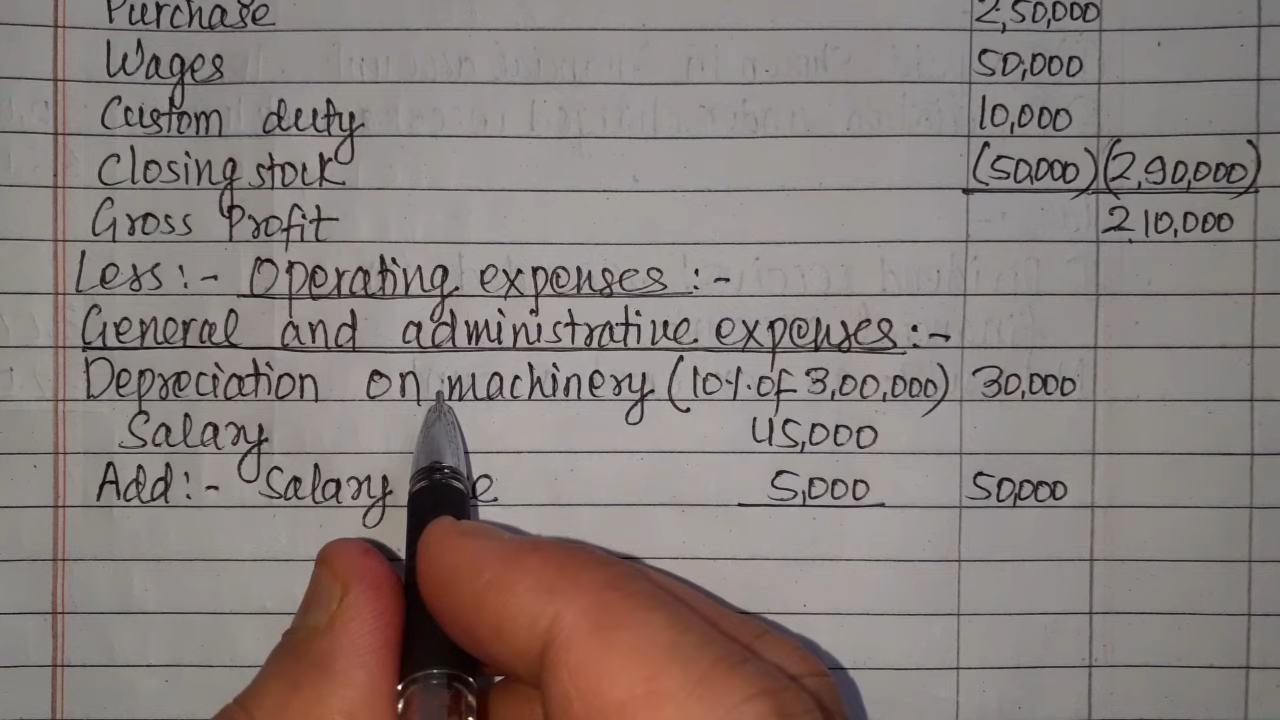 Purchase 2,50,000
Wages 50,000
Custom duty 10,000
Closing stock (50,000) (2,90,000)
Gross Profit 2,10,000
Less:- Operating expenses:-
General and administrative expenses:-
Depreciation on machinery (10% of 3,00,000) 30,000
Salary 45,000
Add:- Salary 5,000 50,000